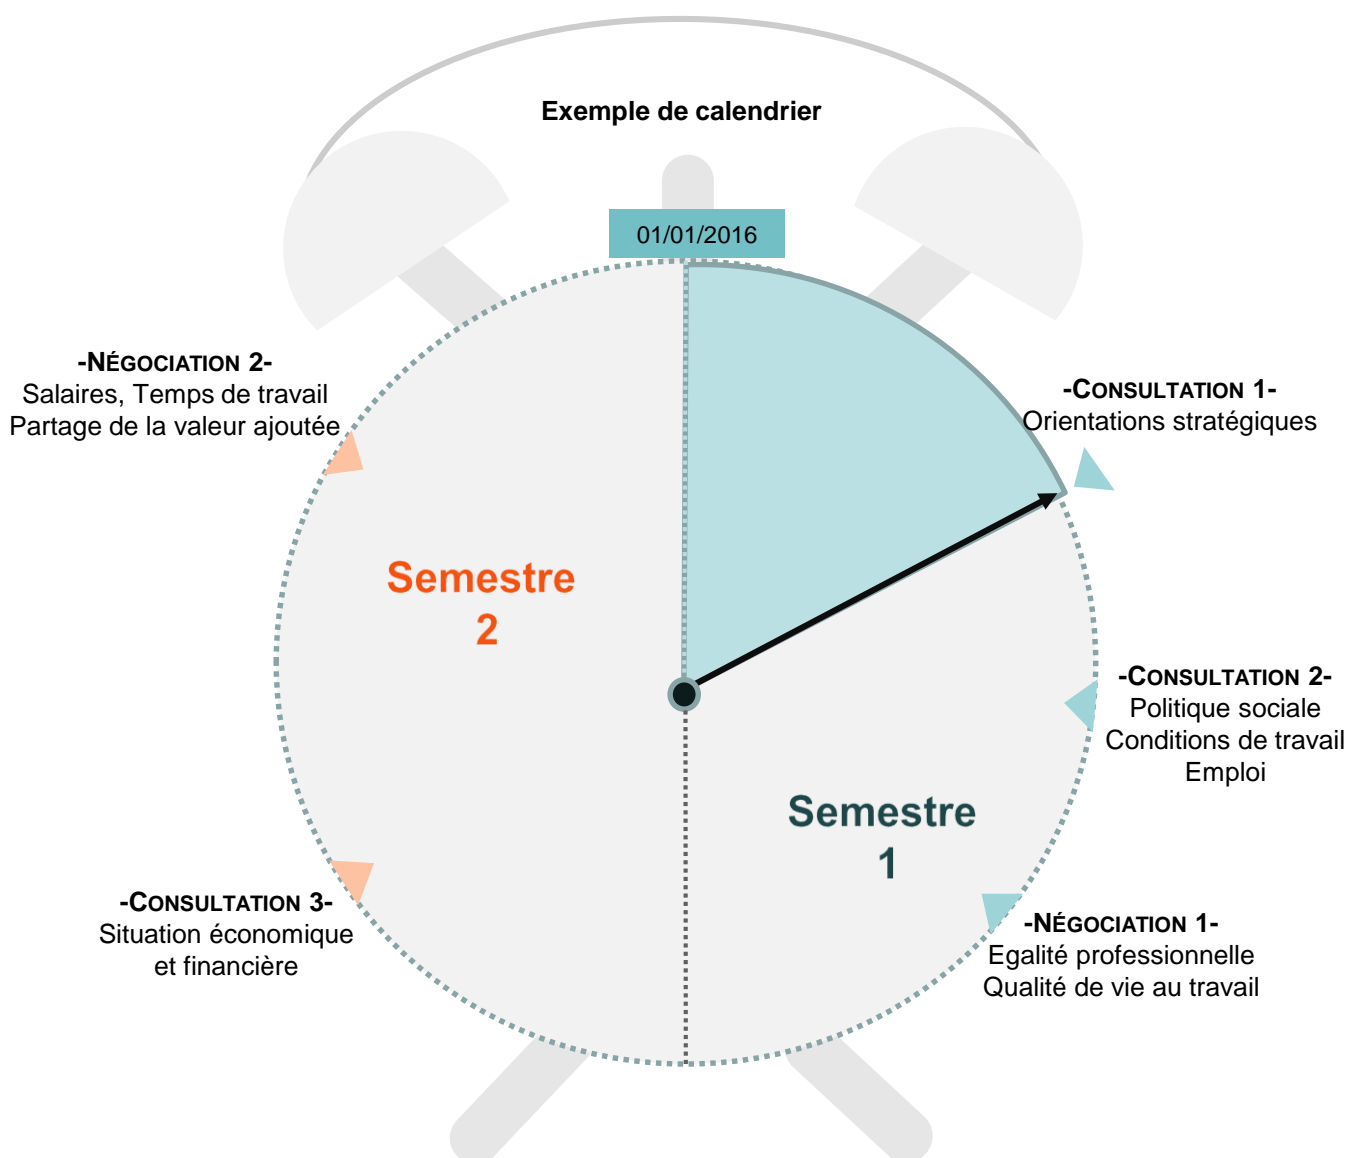 Exemple de calendrier
01/01/2016
-NÉGOCIATION 2-
Salaires, Temps de travail
Partage de la valeur ajoutée
-CONSULTATION 1-
Orientations stratégiques
Semestre
2
-CONSULTATION 2-
Politique sociale
Conditions de travail
Emploi
Semestre
1
-CONSULTATION 3-
Situation économique
et financière
-NÉGOCIATION 1-
Egalité professionnelle
Qualité de vie au travail